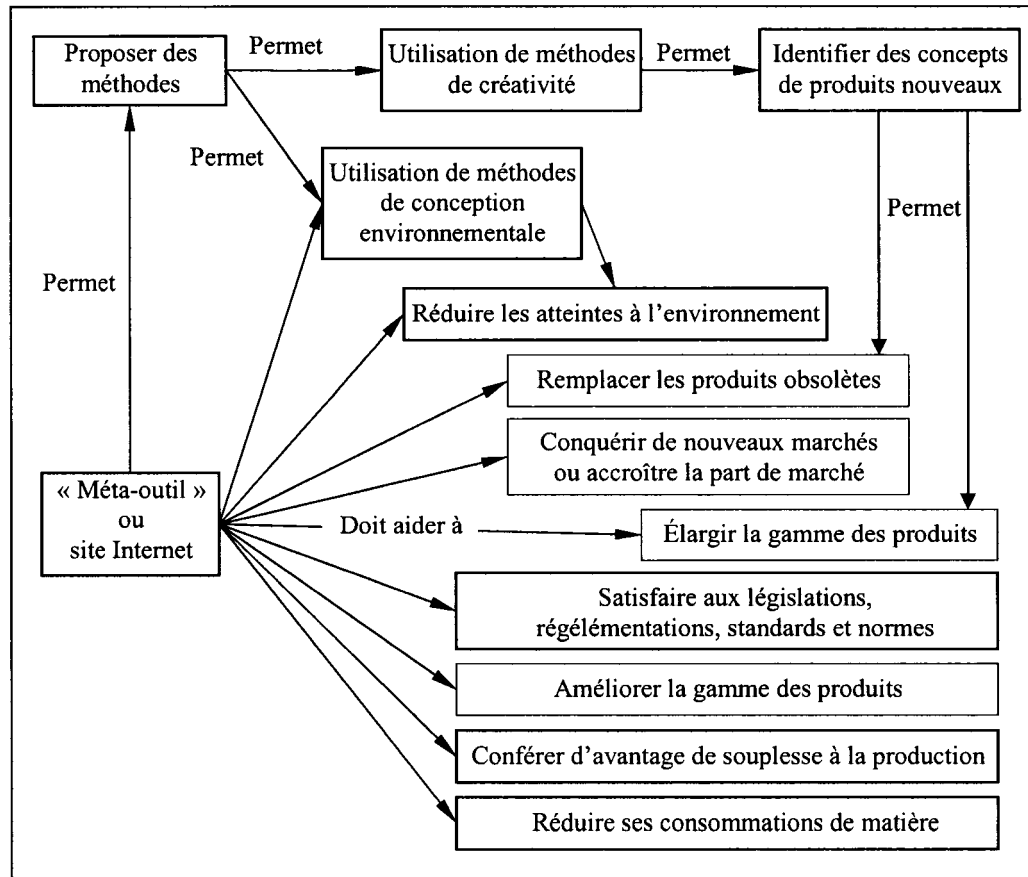 Proposer des
méthodes
Permet
Utilisation de méthodes
de créativité
Permet
Identifier des concepts
de produits nouveaux
Permet
Utilisation de méthodes
de conception
environnementale
Permet
Permet
Réduire les atteintes à l'environnement
Remplacer les produits obsolètes
Conquérir de nouveaux marchés
ou accroître la part de marché
« Méta-outil »
ou
site Internet
Doit aider à
Élargir la gamme des produits
Satisfaire aux législations,
régélémentations, standards et normes
Améliorer la gamme des produits
Conférer d'avantage de souplesse à la production
Réduire ses consommations de matière